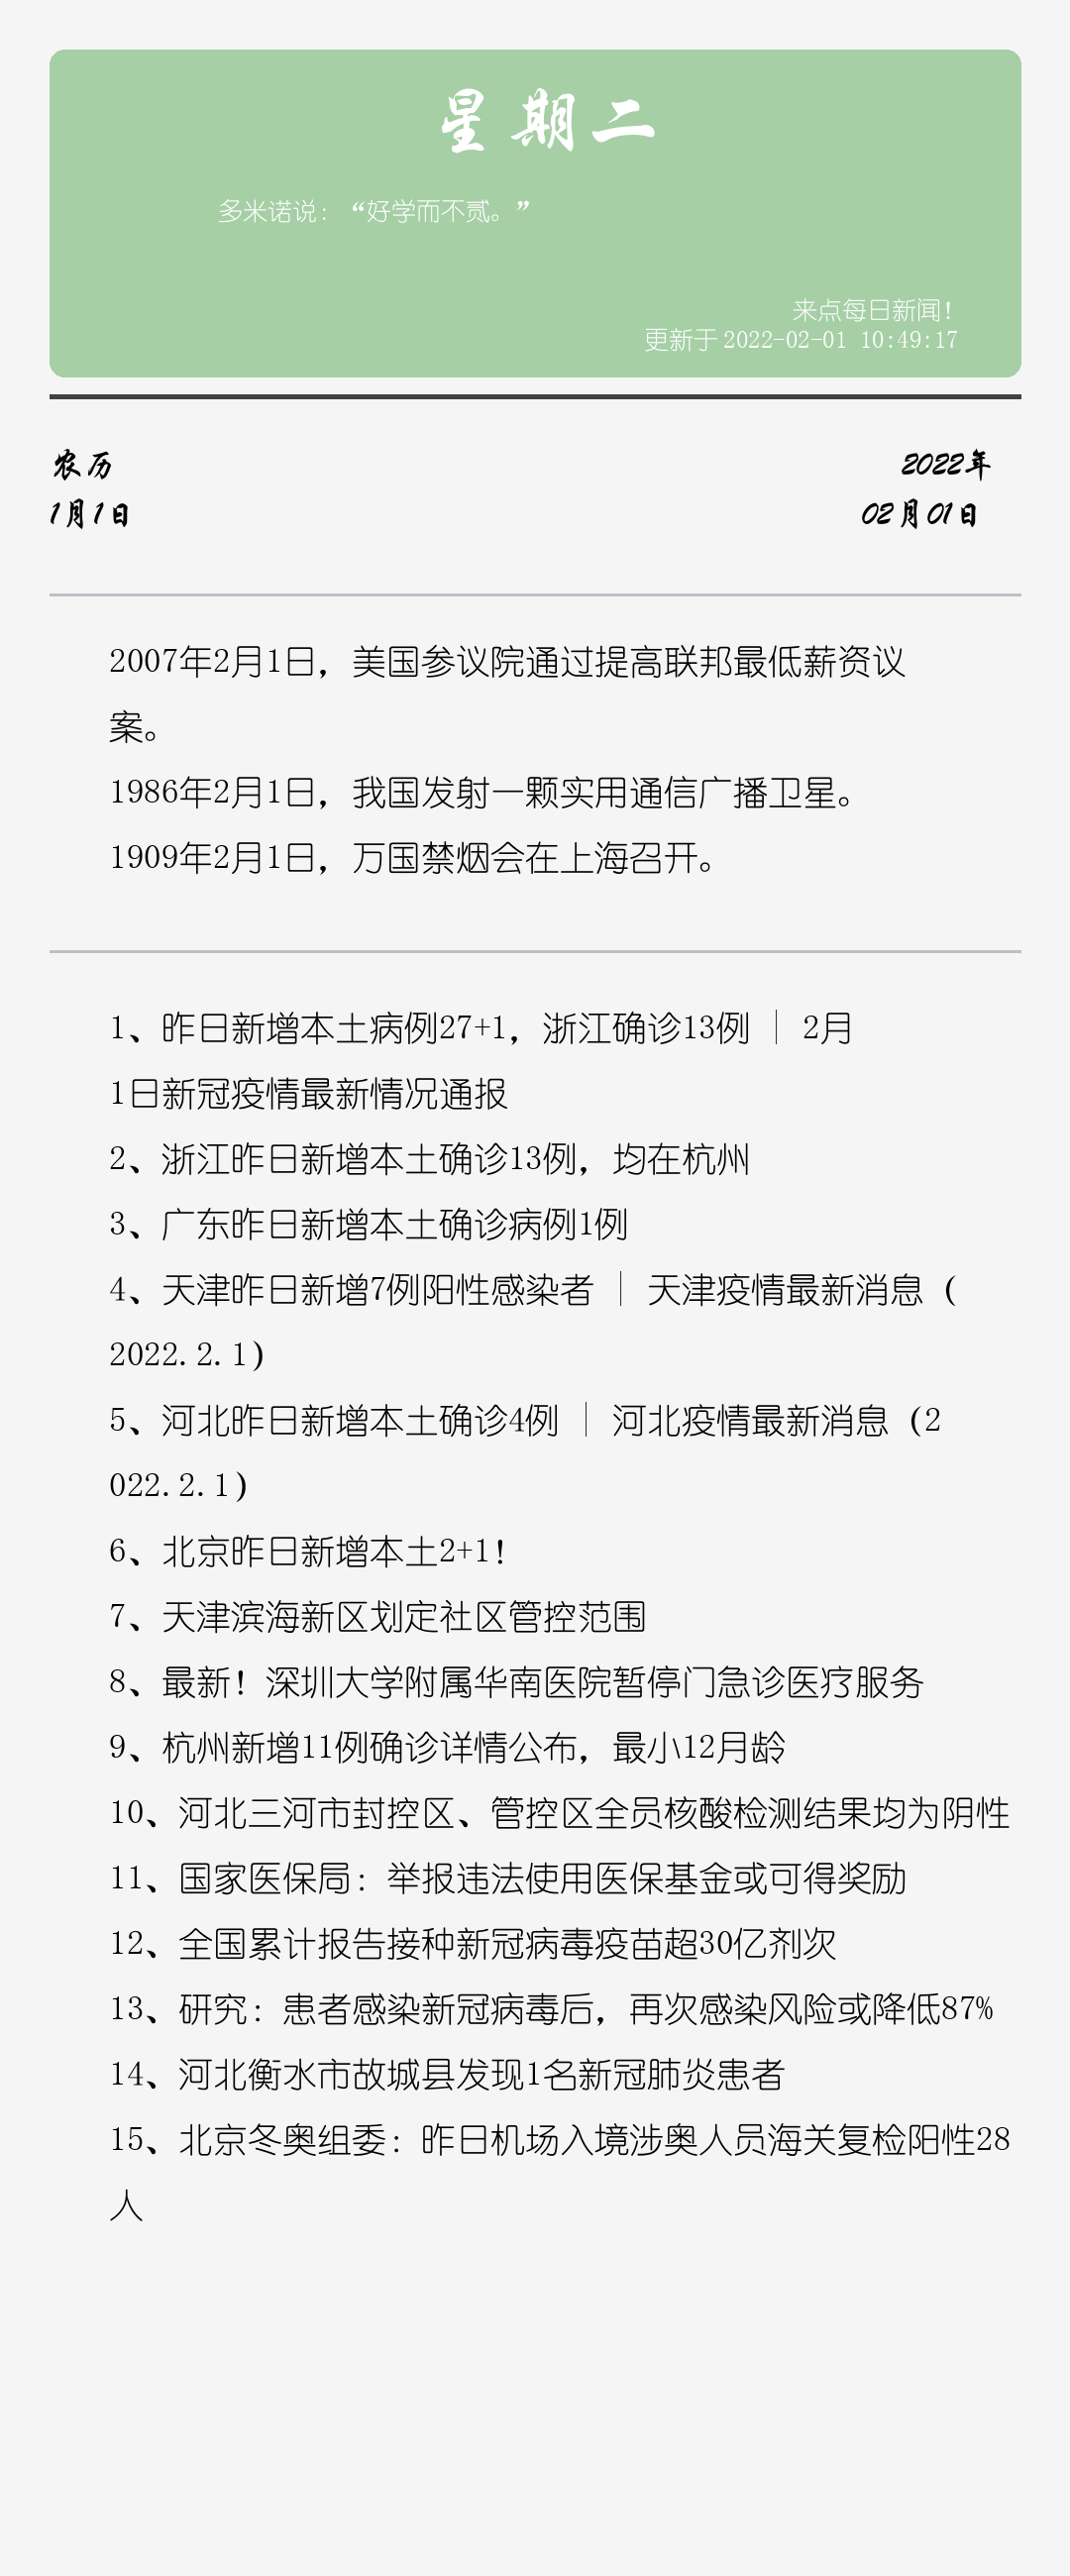 星期二
多米诺说：“好学而不贰。”
来点每日新闻！
更新于2022-02-01 10:49:17
农历
2022年
1月1日
02月01日
2007年2月1日，美国参议院通过提高联邦最低薪资议
案。
1986年2月1日，我国发射一颗实用通信广播卫星。
1909年2月1日，万国禁烟会在上海召开。
1、昨日新增本土病例27+1，浙江确诊13例 │ 2月
1日新冠疫情最新情况通报
2、浙江昨日新增本土确诊13例，均在杭州
3、广东昨日新增本土确诊病例1例
4、天津昨日新增7例阳性感染者 │ 天津疫情最新消息（
2022.2.1）
5、河北昨日新增本土确诊4例 │ 河北疫情最新消息（2
022.2.1）
6、北京昨日新增本土2+1！
7、天津滨海新区划定社区管控范围
8、最新！深圳大学附属华南医院暂停门急诊医疗服务
9、杭州新增11例确诊详情公布，最小12月龄
10、河北三河市封控区、管控区全员核酸检测结果均为阴性
11、国家医保局：举报违法使用医保基金或可得奖励
12、全国累计报告接种新冠病毒疫苗超30亿剂次
13、研究：患者感染新冠病毒后，再次感染风险或降低87%
14、河北衡水市故城县发现1名新冠肺炎患者
15、北京冬奥组委：昨日机场入境涉奥人员海关复检阳性28
人